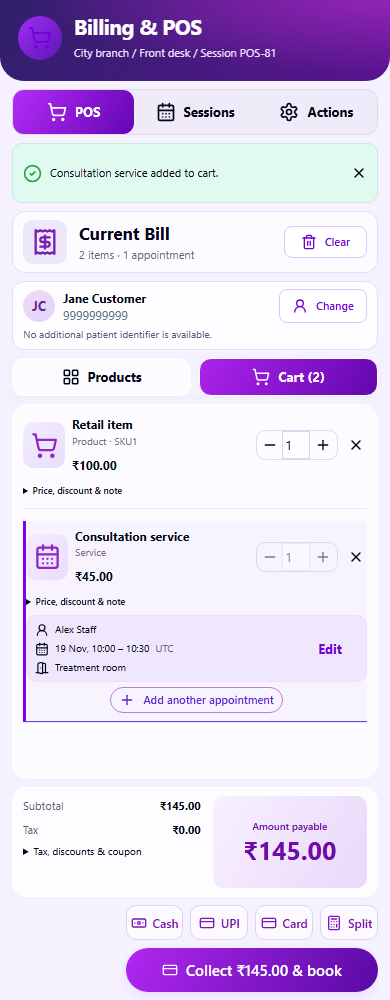 Billing & POS
City branch / Front desk / Session POS-81
POS
Sessions
Actions
Consultation service added to cart.
Current Bill
2 items · 1 appointment
Clear
JC
Jane Customer
9999999999
Change
No additional patient identifier is available.
Products
Cart (2)
Retail item
Product · SKU1
₹100.00
1
Price, discount & note
Consultation service
Service
₹45.00
1
Price, discount & note
Alex Staff
19 Nov, 10:00 – 10:30 UTC
Treatment room
Edit
Add another appointment
Subtotal ₹145.00
Tax ₹0.00
Tax, discounts & coupon
Amount payable
₹145.00
Cash
UPI
Card
Split
Collect ₹145.00 & book